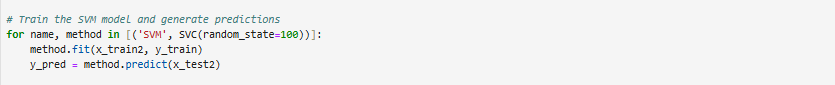 # Train the SVM model and generate predictions
for name, method in [('SVM', SVC(random_state=100))]:
    method.fit(x_train2, y_train)
    y_pred = method.predict(x_test2)